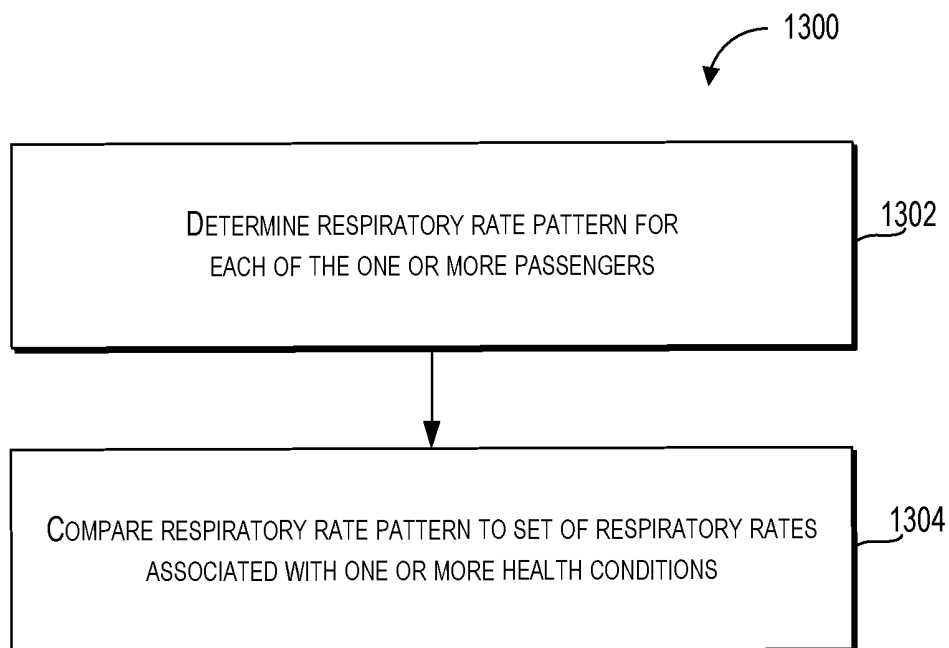 1300
DETERMINE RESPIRATORY RATE PATTERN FOR
EACH OF THE ONE OR MORE PASSENGERS
1302
COMPARE RESPIRATORY RATE PATTERN TO SET OF RESPIRATORY RATES
ASSOCIATED WITH ONE OR MORE HEALTH CONDITIONS
1304